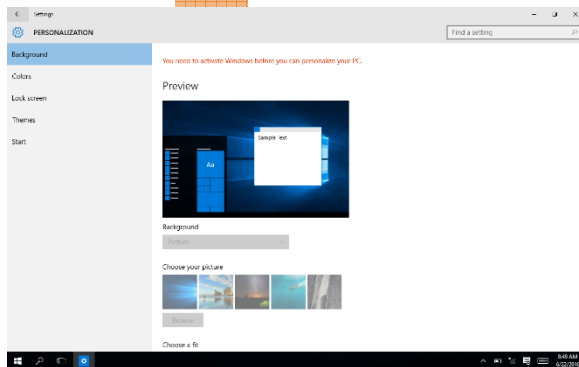 Settings
PERSONALIZATION
Find a setting
Background
Colors
Lock screen
Themes
Start
You need to activate Windows before you can personalize your PC.
Preview
Sample Text
Aa
Background
Picture
Choose your picture
Browse
Choose a fit
8:49 AM